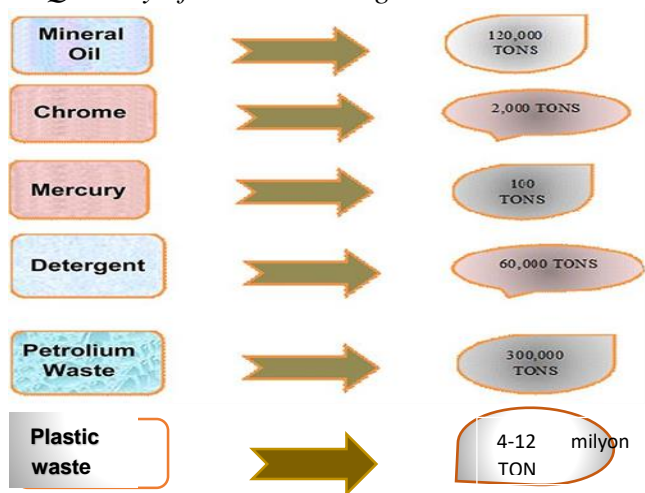 Mineral
Oil
120,000
TONS
Chrome
2,000 TONS
Mercury
100
TONS
Detergent
60,000 TONS
Petrolium
Waste
300,000
TONS
Plastic
waste
4-12 milyon
TON